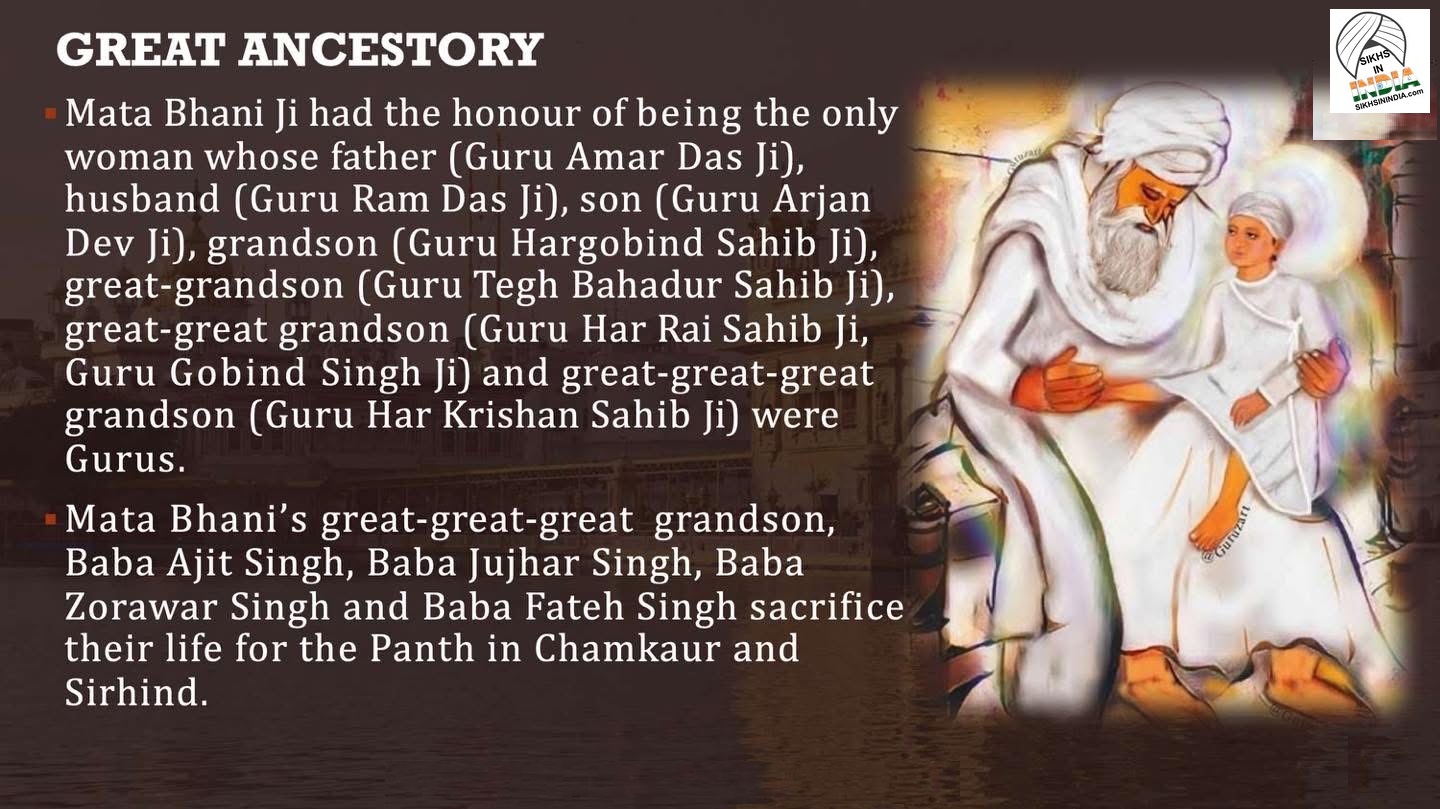 GREAT ANCESTORY
Mata Bhani Ji had the honour of being the only
woman whose father (Guru Amar Das Ji),
husband (Guru Ram Das Ji), son (Guru Arjan
Dev Ji), grandson (Guru Hargobind Sahib Ji),
great-grandson (Guru Tegh Bahadur Sahib Ji),
great-great grandson (Guru Har Rai Sahib Ji,
Guru Gobind Singh Ji) and great-great-great
grandson (Guru Har Krishan Sahib Ji) were
Gurus.
Mata Bhani’s great-great-great grandson,
Baba Ajit Singh, Baba Jujhar Singh, Baba
Zorawar Singh and Baba Fateh Singh sacrifice
their life for the Panth in Chamkaur and
Sirhind.
SIKHS
IN
INDIA
SIKHSININDIA.com
@Guruzart